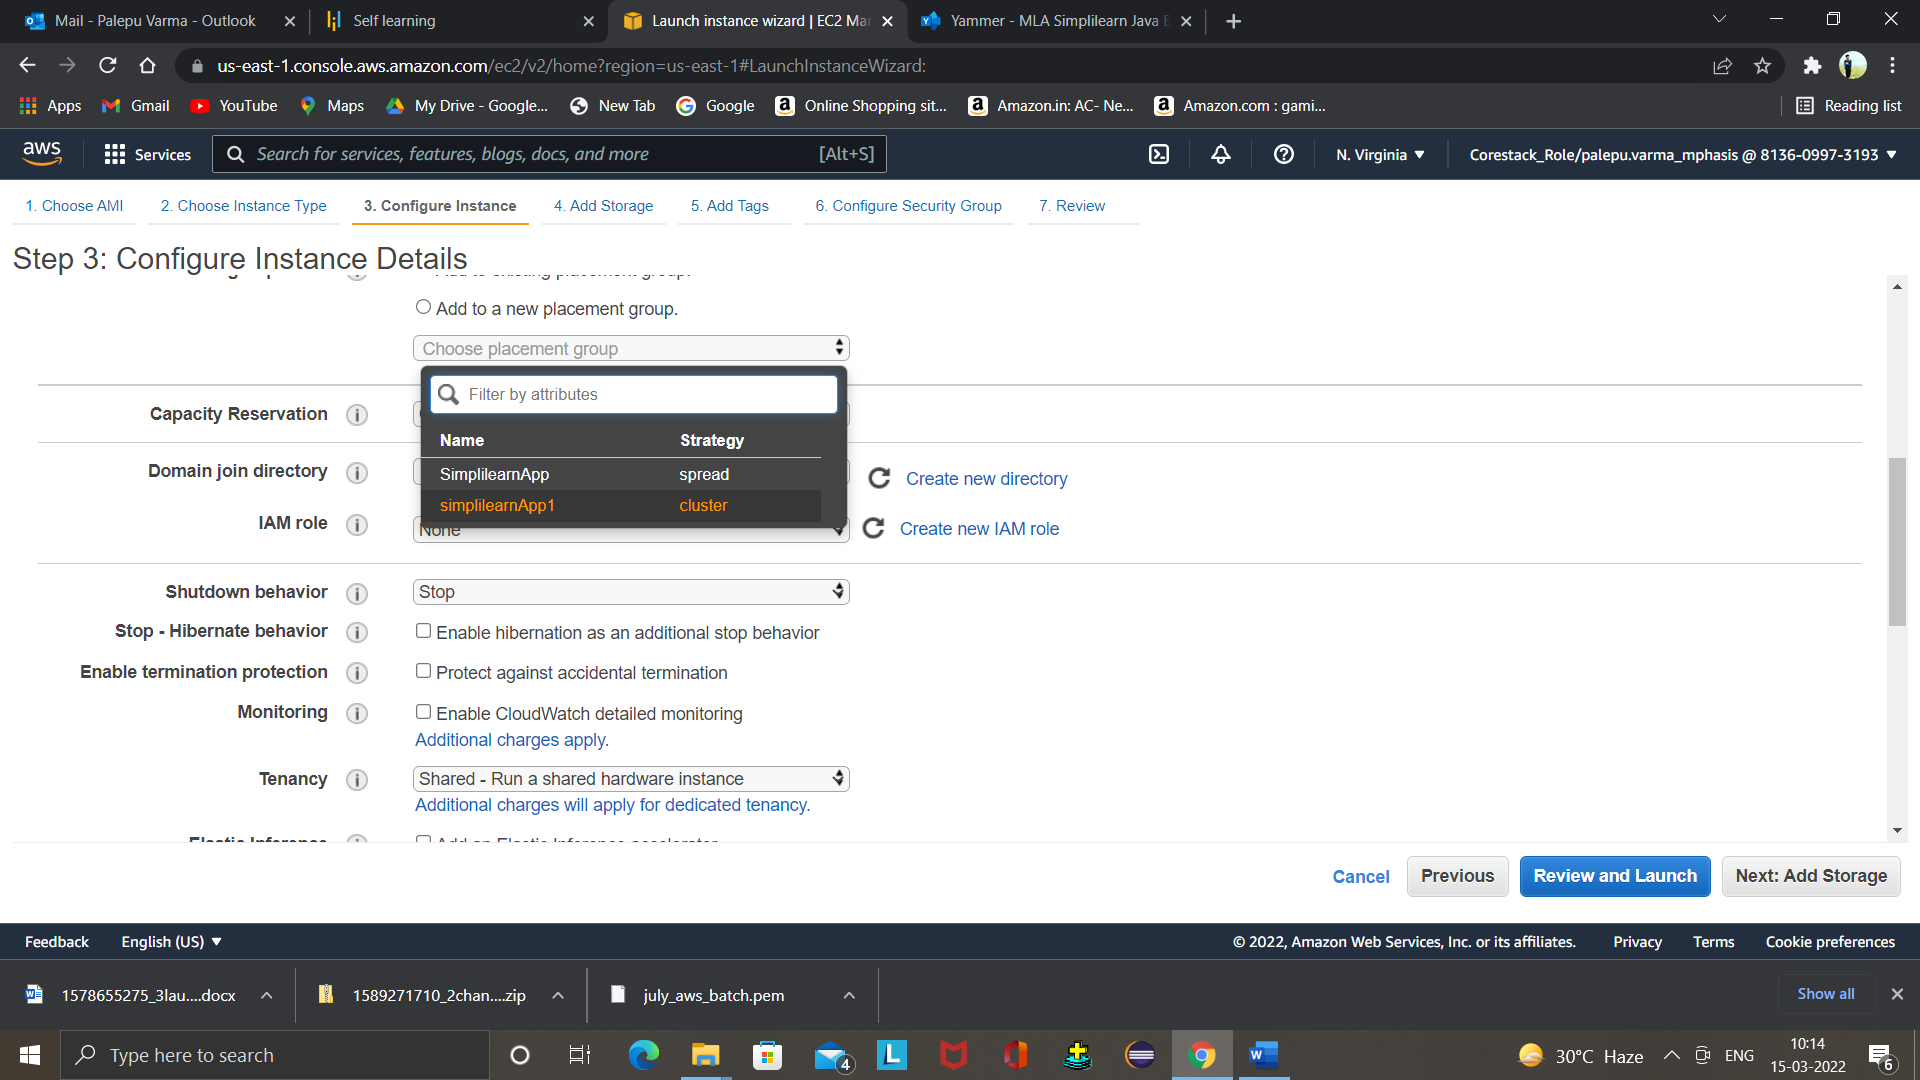 Mail - Palepu Varma - Outlook
Self learning
Launch instance wizard | EC2 Ma
Yammer - MLA Simplilearn Java
us-east-1.console.aws.amazon.com/ec2/v2/home?region=us-east-1#LaunchInstanceWizard:
Apps
Gmail
YouTube
Maps
My Drive - Google...
New Tab
Google
Online Shopping sit...
Amazon.in: AC- Ne...
Amazon.com : gami...
Reading list
aws
Services
Search for services, features, blogs, docs, and more
[Alt+S]
N. Virginia
Corestack_Role/palepu.varma_mphasis @ 8136-0997-3193
1. Choose AMI
2. Choose Instance Type
3. Configure Instance
4. Add Storage
5. Add Tags
6. Configure Security Group
7. Review
Step 3: Configure Instance Details
Add to a new placement group.
Choose placement group
Filter by attributes
Name Strategy
SimplilearnApp spread
simplilearnApp1 cluster
Capacity Reservation
Domain join directory
Create new directory
IAM role
None
Create new IAM role
Shutdown behavior
Stop
Stop - Hibernate behavior
Enable hibernation as an additional stop behavior
Enable termination protection
Protect against accidental termination
Monitoring
Enable CloudWatch detailed monitoring
Additional charges apply.
Tenancy
Shared - Run a shared hardware instance
Additional charges will apply for dedicated tenancy.
Cancel
Previous
Review and Launch
Next: Add Storage
Feedback
English (US)
© 2022, Amazon Web Services, Inc. or its affiliates.
Privacy
Terms
Cookie preferences
1578655275_3lau....docx
1589271710_2chan....zip
july_aws_batch.pem
Show all
Type here to search
4
L
W
30°C Haze
ENG
10:14
15-03-2022
6